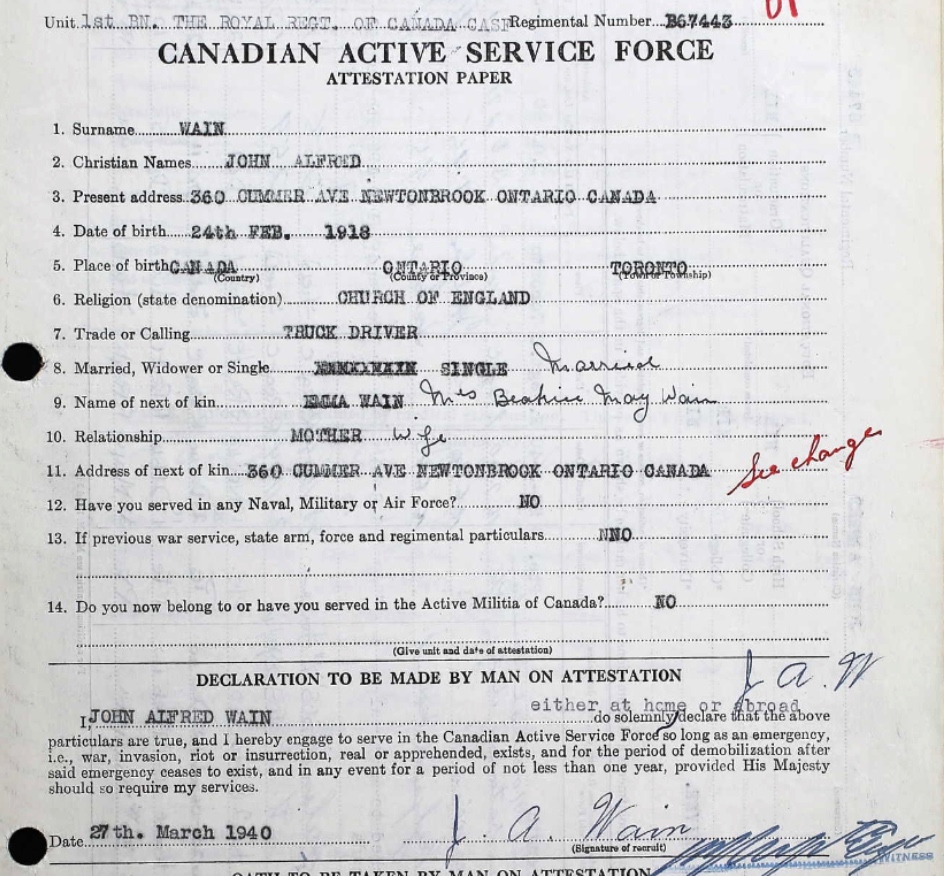 Unit 1st BN. THE ROYAL REGT. OF CANADA CASF Regimental Number B67443
CANADIAN ACTIVE SERVICE FORCE
ATTESTATION PAPER
1. Surname WAIN
2. Christian Names JOHN ALFRED
3. Present address 360 CUMMER AVE NEWTONBROOK ONTARIO CANADA
4. Date of birth 24th FEB. 1918
5. Place of birth CANADA ONTARIO TORONTO
(Country) (County or Province) (Town or Township)
6. Religion (state denomination) CHURCH OF ENGLAND
7. Trade or Calling TRUCK DRIVER
8. Married, Widower or Single SINGLE Married
9. Name of next of kin EMMA WAIN Mrs Beatrice May Wain
10. Relationship MOTHER Wife
11. Address of next of kin 360 CUMMER AVE NEWTONBROOK ONTARIO CANADA See change
12. Have you served in any Naval, Military or Air Force? NO
13. If previous war service, state arm, force and regimental particulars NNO
14. Do you now belong to or have you served in the Active Militia of Canada? NO
(Give unit and date of attestation)
DECLARATION TO BE MADE BY MAN ON ATTESTATION J A. W
either at home or abroad
I, JOHN ALFRED WAIN do solemnly declare that the above
particulars are true, and I hereby engage to serve in the Canadian Active Service Force so long as an emergency,
i.e., war, invasion, riot or insurrection, real or apprehended, exists, and for the period of demobilization after
said emergency ceases to exist, and in any event for a period of not less than one year, provided His Majesty
should so require my services.
Date 27th. March 1940 J. A. Wain
(Signature of recruit) WITNESS
OATH TO BE TAKEN BY MAN ON ATTESTATION